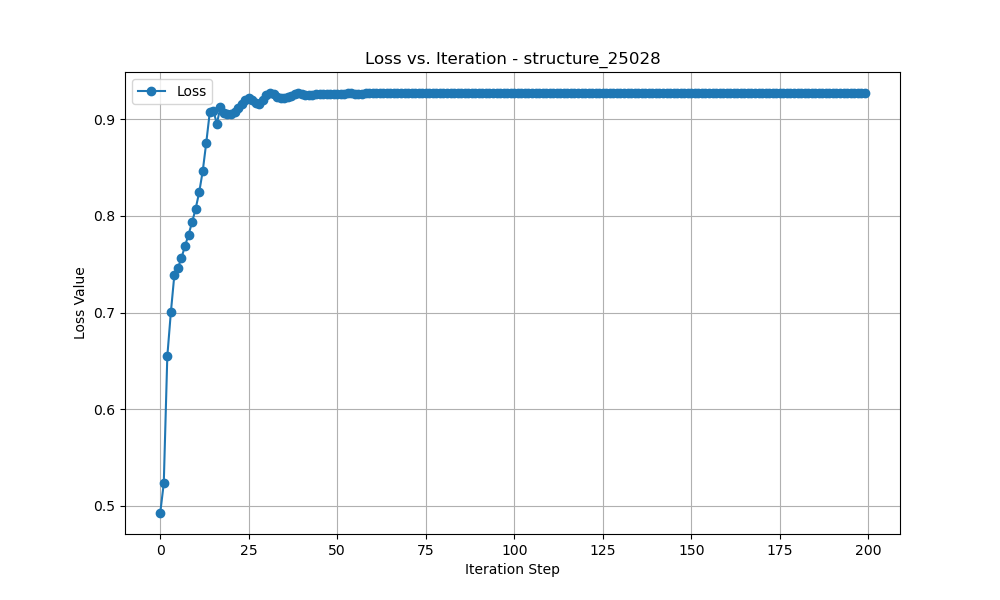 Loss vs. Iteration - structure_25028
Loss
0.9
0.8
0.7
0.6
0.5
Loss Value
0 25 50 75 100 125 150 175 200
Iteration Step